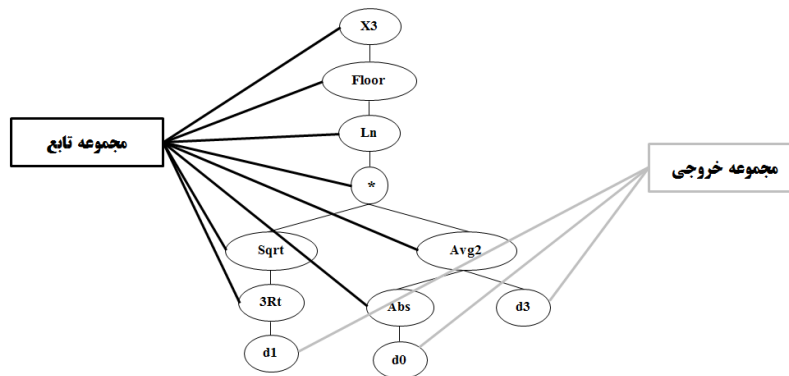 X3
Floor
Ln
مجموعه تابع
مجموعه خروجی
*
Sqrt
Avg2
3Rt
Abs
d3
d1
d0